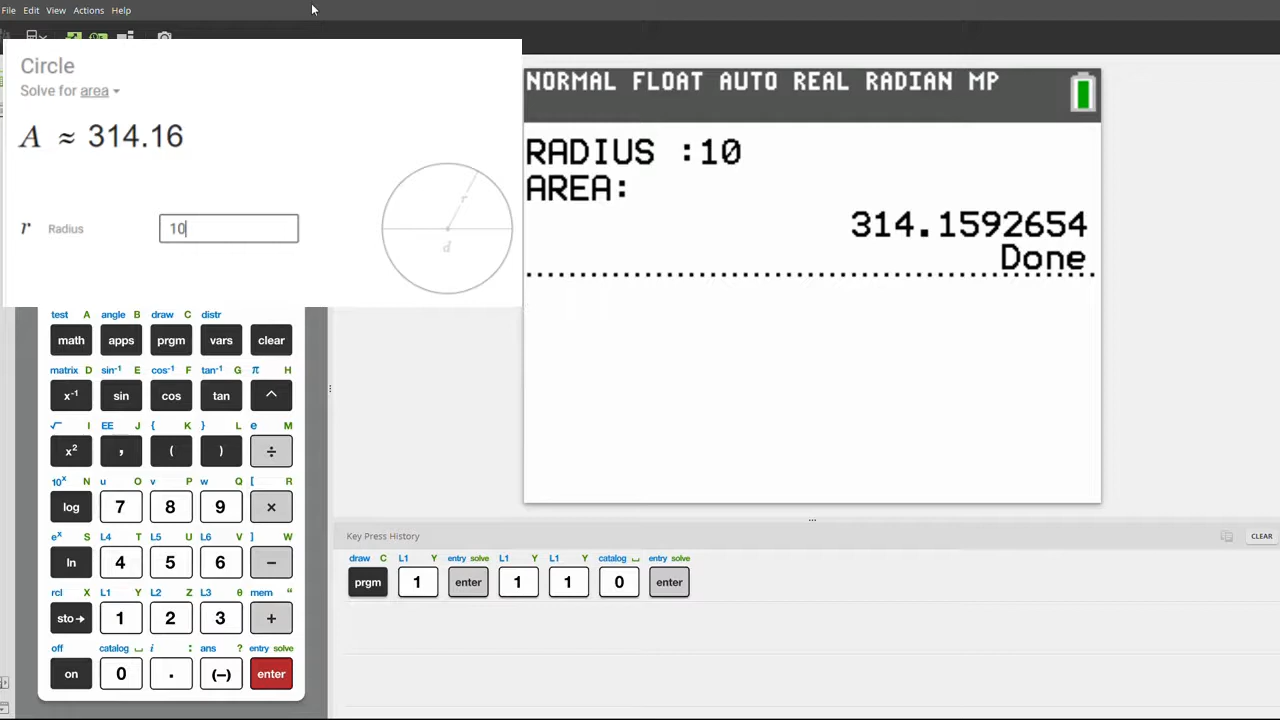 File Edit View Actions Help
Circle
Solve for area
A ≈ 314.16
r Radius 10
r
d
NORMAL FLOAT AUTO REAL RADIAN MP
RADIUS :10
AREA:
314.1592654
Done
test A angle B draw C distr
math apps prgm vars clear
matrix D sin⁻¹ E cos⁻¹ F tan⁻¹ G π H
x⁻¹ sin cos tan ^
√ I EE J { K } L e M
x² , ( ) ÷
10ˣ N u O v P w Q [ R
log 7 8 9 ×
eˣ S L4 T L5 U L6 V ] W
ln 4 5 6 −
rcl X L1 Y L2 Z L3 θ mem “
sto→ 1 2 3 +
off catalog ⎵ i : ans ? entry solve
on 0 . (–) enter
Key Press History
CLEAR
draw C L1 Y entry solve L1 Y L1 Y catalog ⎵ entry solve
prgm 1 enter 1 1 0 enter